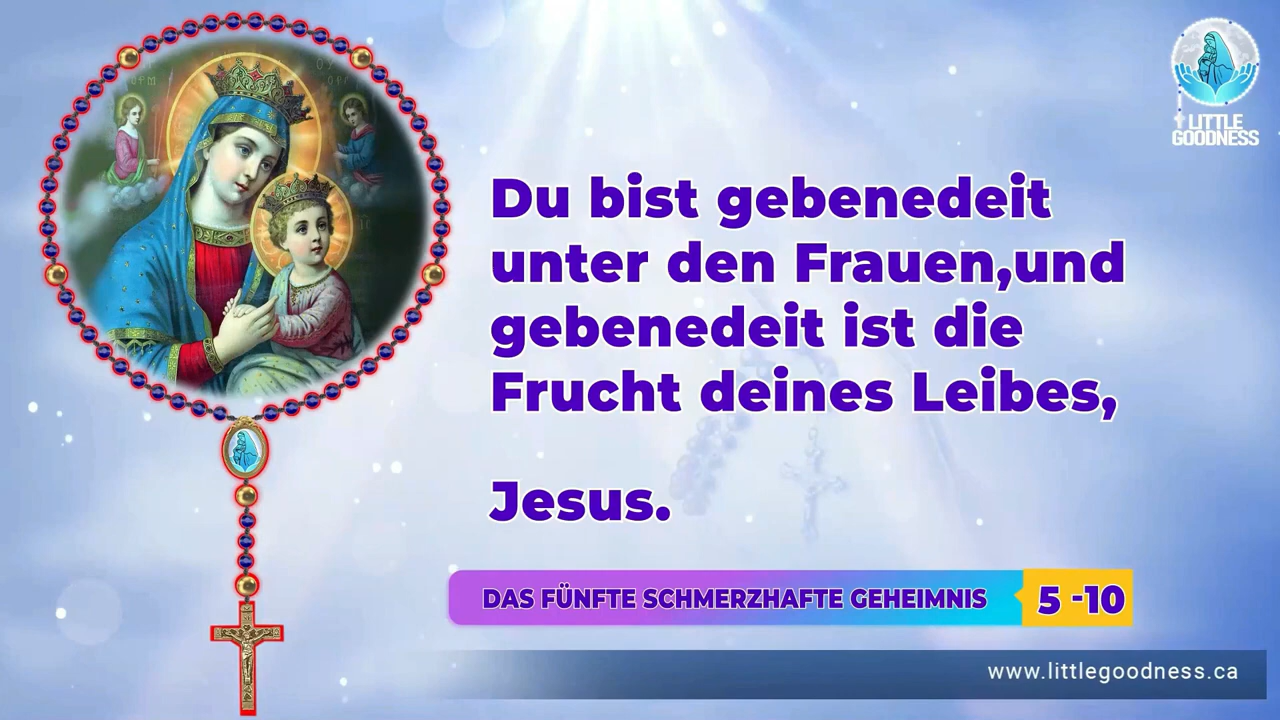 LITTLE
GOODNESS
Du bist gebenedeit
unter den Frauen,und
gebenedeit ist die
Frucht deines Leibes,
Jesus.
DAS FÜNFTE SCHMERZHAFTE GEHEIMNIS 5 -10
www.littlegoodness.ca